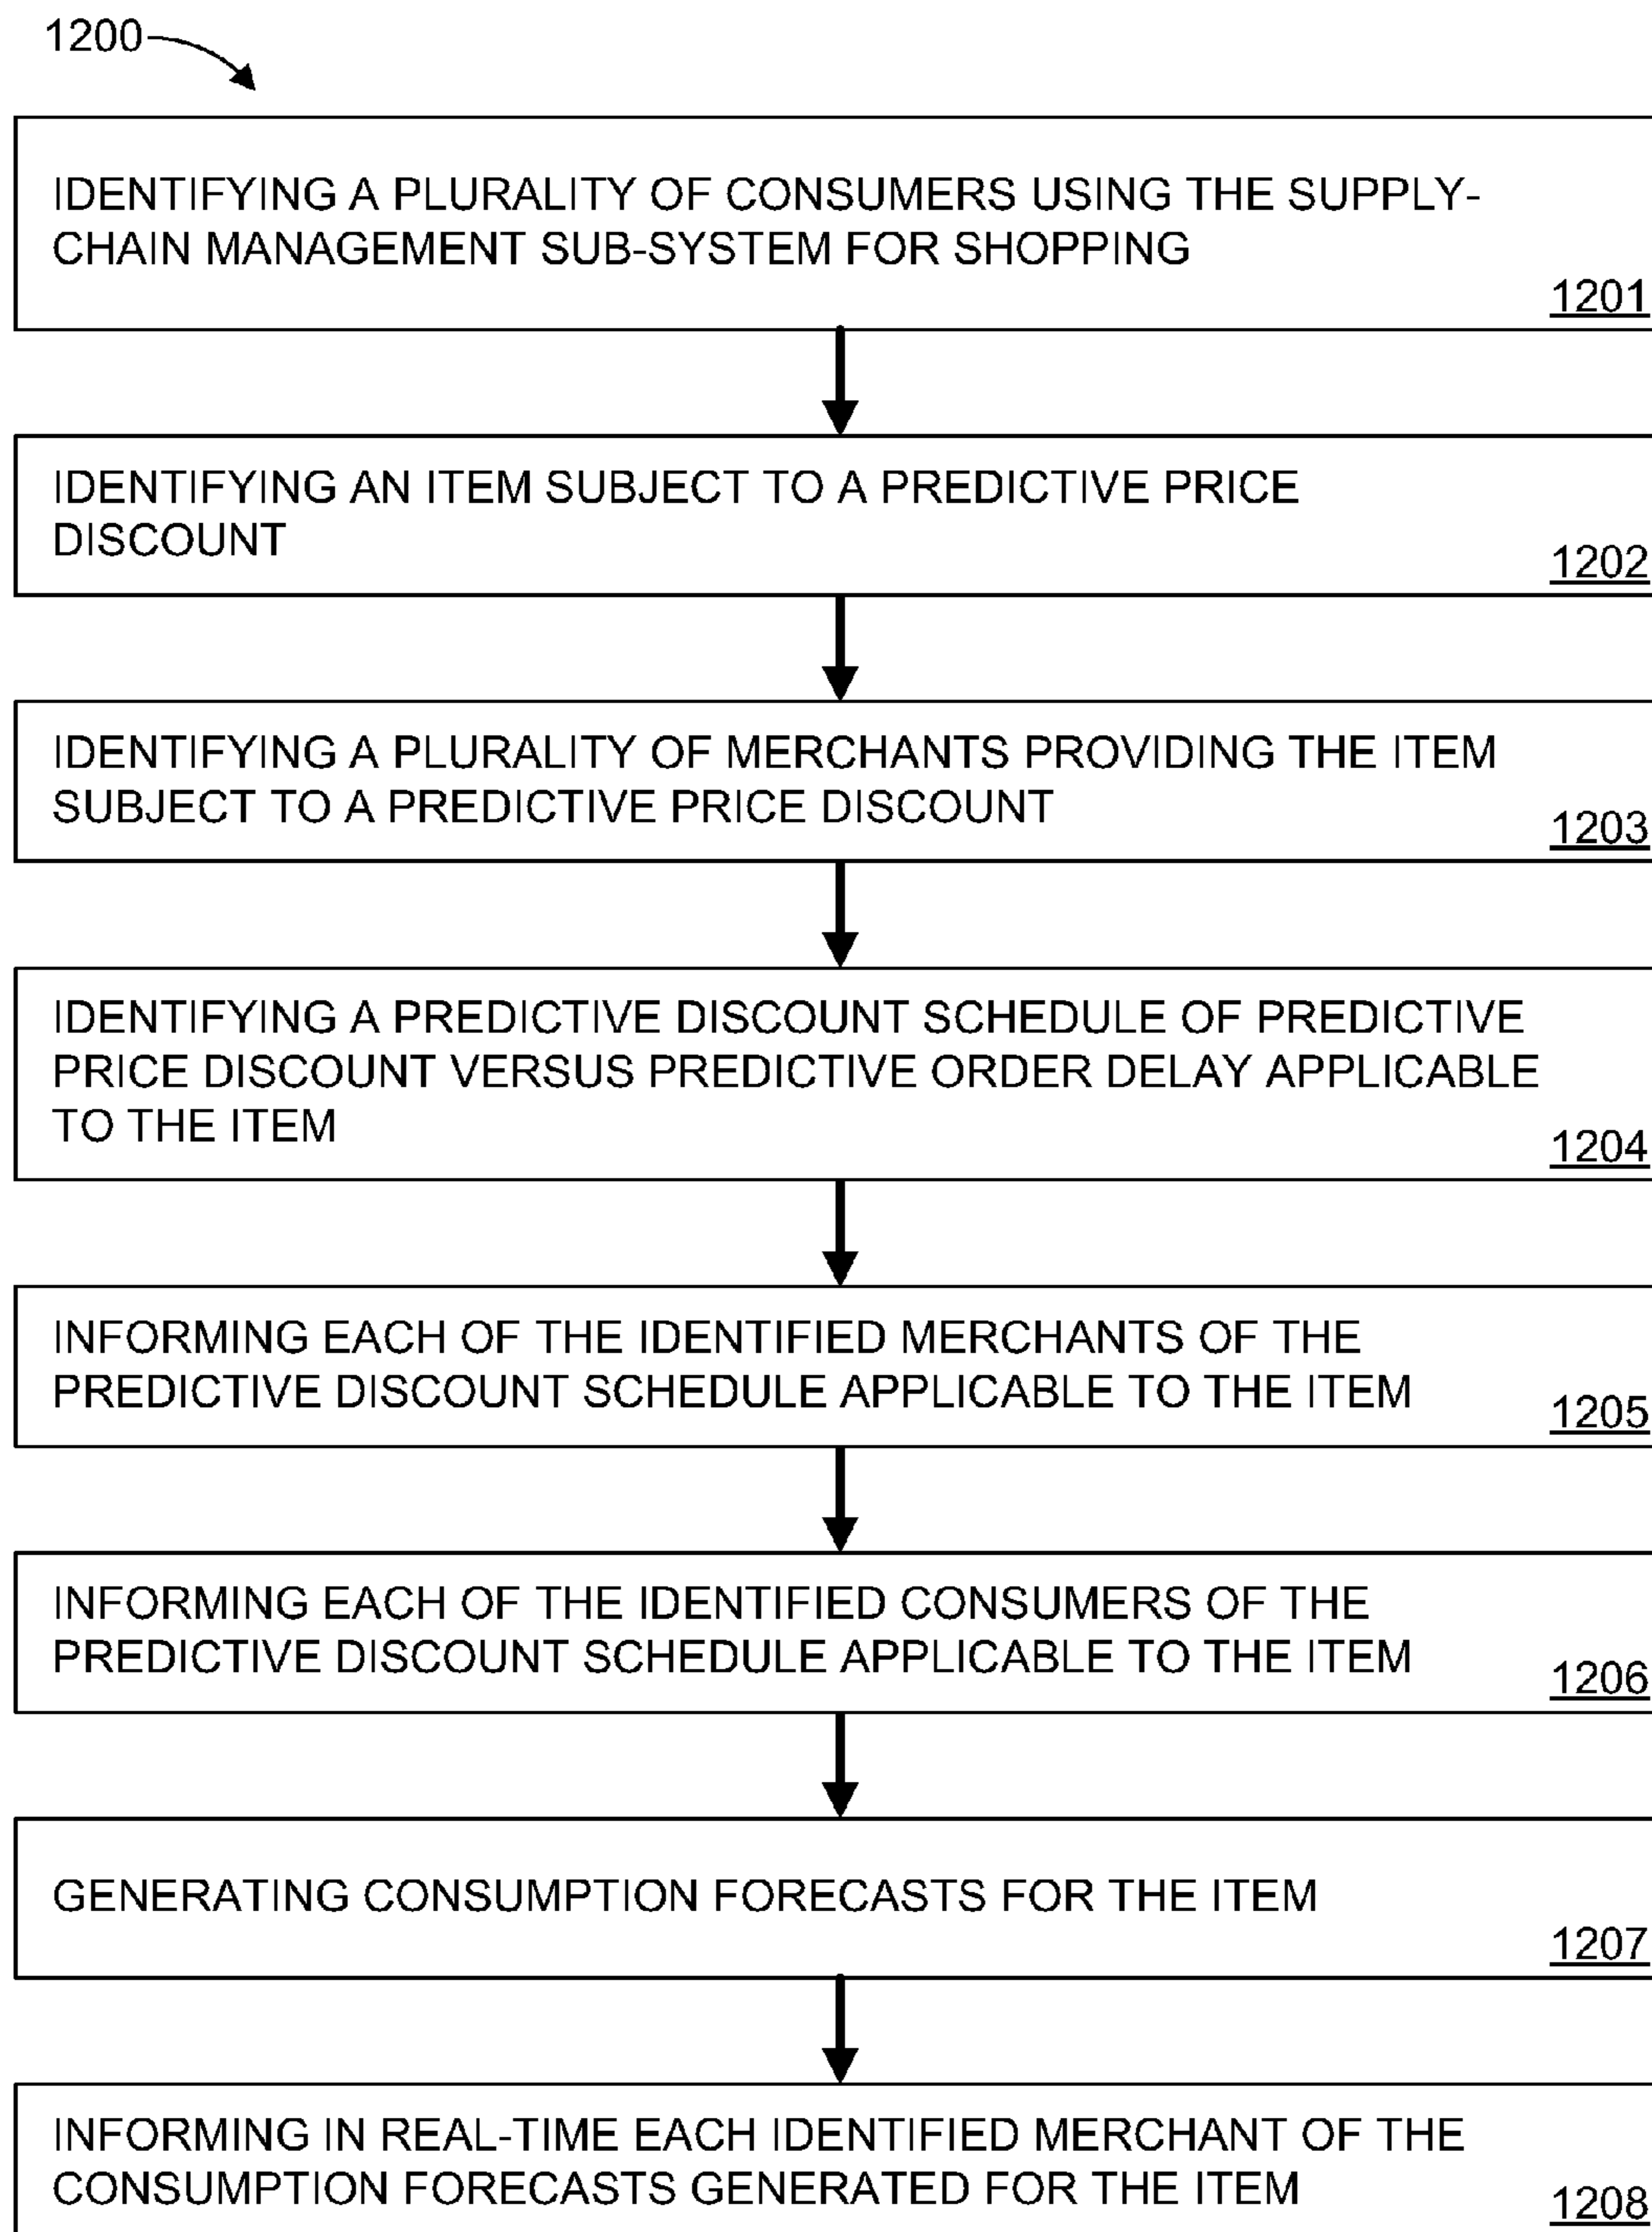 1200
IDENTIFYING A PLURALITY OF CONSUMERS USING THE SUPPLY-
CHAIN MANAGEMENT SUB-SYSTEM FOR SHOPPING
1201
IDENTIFYING AN ITEM SUBJECT TO A PREDICTIVE PRICE
DISCOUNT
1202
IDENTIFYING A PLURALITY OF MERCHANTS PROVIDING THE ITEM
SUBJECT TO A PREDICTIVE PRICE DISCOUNT
1203
IDENTIFYING A PREDICTIVE DISCOUNT SCHEDULE OF PREDICTIVE
PRICE DISCOUNT VERSUS PREDICTIVE ORDER DELAY APPLICABLE
TO THE ITEM
1204
INFORMING EACH OF THE IDENTIFIED MERCHANTS OF THE
PREDICTIVE DISCOUNT SCHEDULE APPLICABLE TO THE ITEM
1205
INFORMING EACH OF THE IDENTIFIED CONSUMERS OF THE
PREDICTIVE DISCOUNT SCHEDULE APPLICABLE TO THE ITEM
1206
GENERATING CONSUMPTION FORECASTS FOR THE ITEM
1207
INFORMING IN REAL-TIME EACH IDENTIFIED MERCHANT OF THE
CONSUMPTION FORECASTS GENERATED FOR THE ITEM
1208